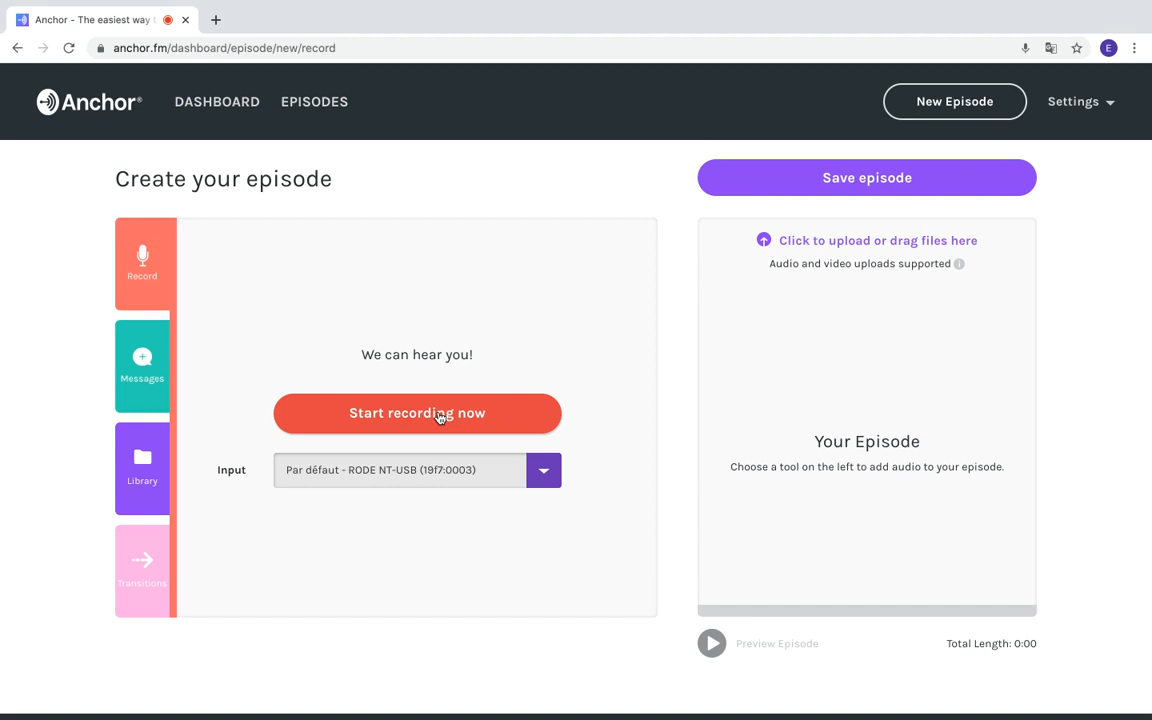 Anchor - The easiest way
anchor.fm/dashboard/episode/new/record
E
Anchor®
DASHBOARD
EPISODES
New Episode
Settings
Create your episode
Save episode
Record
Messages
Library
Transitions
We can hear you!
Start recording now
Input
Par défaut - RODE NT-USB (19f7:0003)
Click to upload or drag files here
Audio and video uploads supported
Your Episode
Choose a tool on the left to add audio to your episode.
Preview Episode
Total Length: 0:00